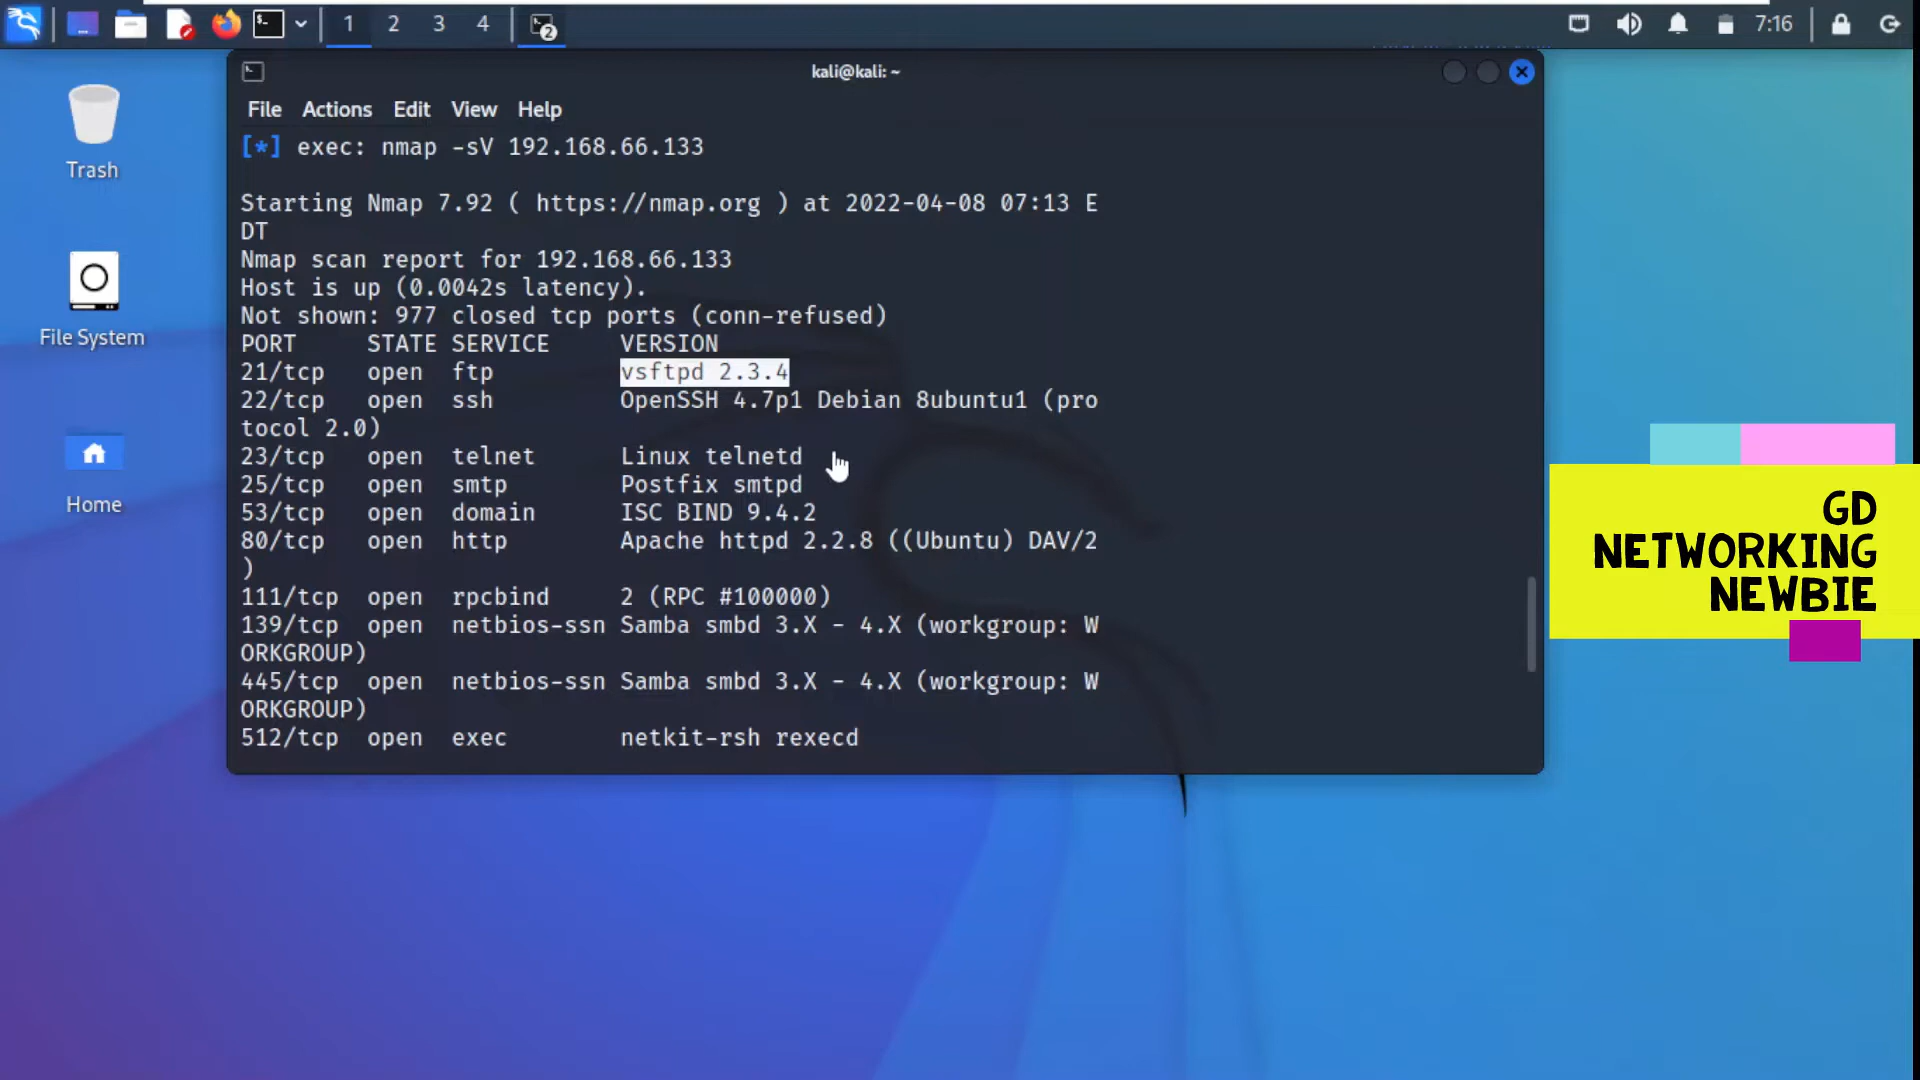 1 2 3 4 2 7:16
kali@kali: ~
File Actions Edit View Help
[*] exec: nmap -sV 192.168.66.133
Starting Nmap 7.92 ( https://nmap.org ) at 2022-04-08 07:13 E
DT
Nmap scan report for 192.168.66.133
Host is up (0.0042s latency).
Not shown: 977 closed tcp ports (conn-refused)
PORT STATE SERVICE VERSION
21/tcp open ftp vsftpd 2.3.4
22/tcp open ssh OpenSSH 4.7p1 Debian 8ubuntu1 (pro
tocol 2.0)
23/tcp open telnet Linux telnetd
25/tcp open smtp Postfix smtpd
53/tcp open domain ISC BIND 9.4.2
80/tcp open http Apache httpd 2.2.8 ((Ubuntu) DAV/2
)
111/tcp open rpcbind 2 (RPC #100000)
139/tcp open netbios-ssn Samba smbd 3.X - 4.X (workgroup: W
ORKGROUP)
445/tcp open netbios-ssn Samba smbd 3.X - 4.X (workgroup: W
ORKGROUP)
512/tcp open exec netkit-rsh rexecd
Trash
File System
Home
GD
NETWORKING
NEWBIE